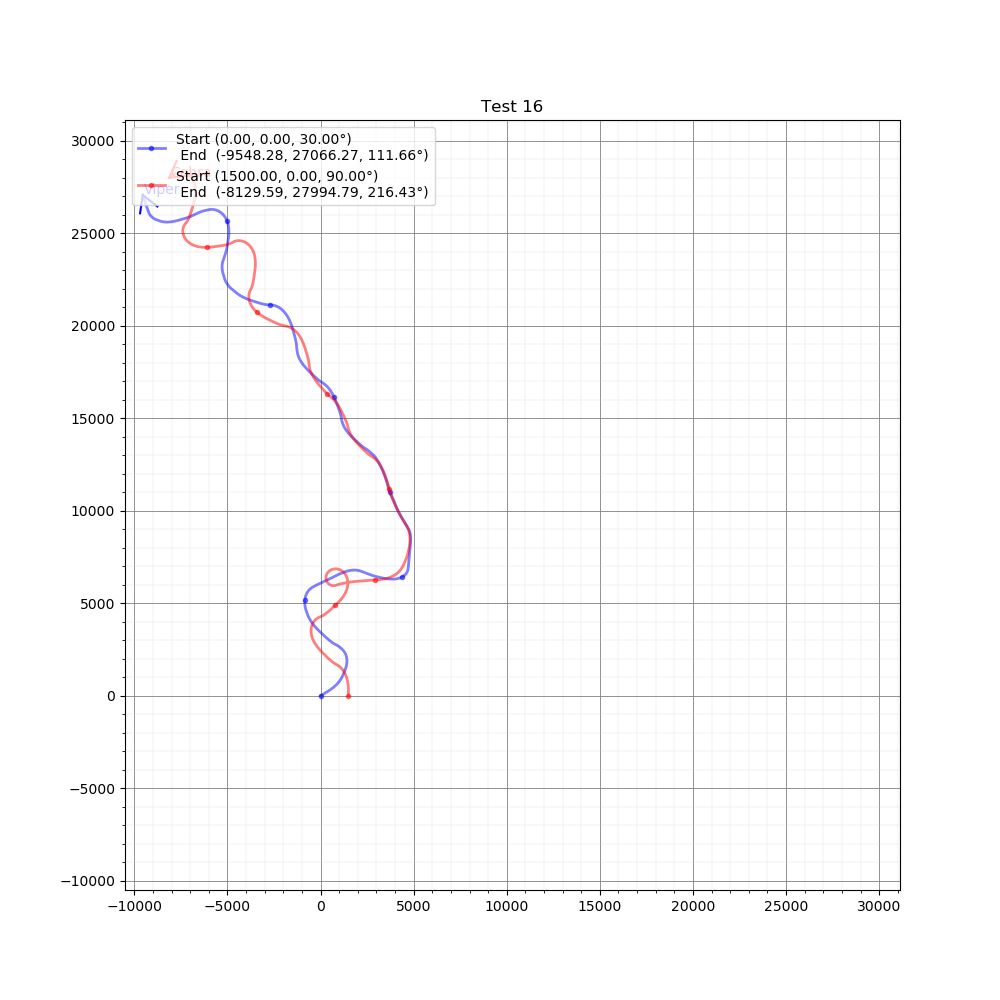 Test 16
Start (0.00, 0.00, 30.00°)
End (-9548.28, 27066.27, 111.66°)
Start (1500.00, 0.00, 90.00°)
End (-8129.59, 27994.79, 216.43°)
Viper
30000
25000
20000
15000
10000
5000
0
−5000
−10000
−10000 −5000 0 5000 10000 15000 20000 25000 30000